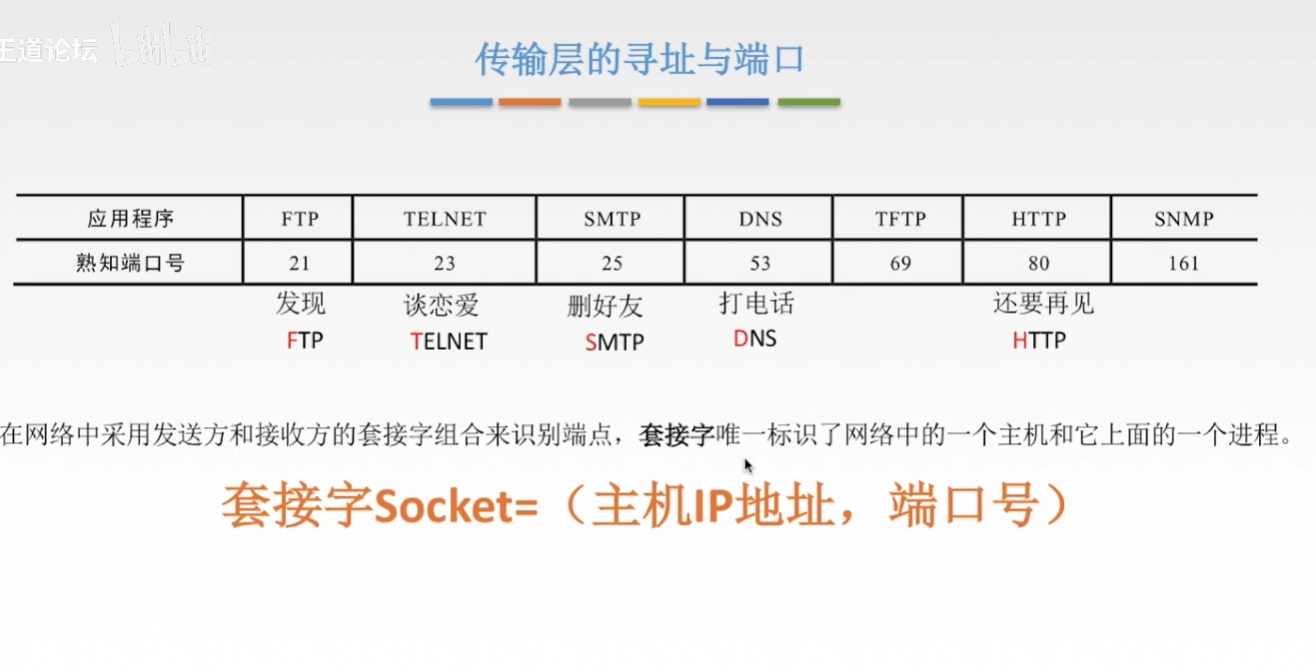 王道论坛 bilibili
传输层的寻址与端口
应用程序 FTP TELNET SMTP DNS TFTP HTTP SNMP
熟知端口号 21 23 25 53 69 80 161
发现 谈恋爱 删好友 打电话 还要再见
FTP TELNET SMTP DNS HTTP
在网络中采用发送方和接收方的套接字组合来识别端点，套接字唯一标识了网络中的一个主机和它上面的一个进程。
套接字Socket=（主机IP地址，端口号）